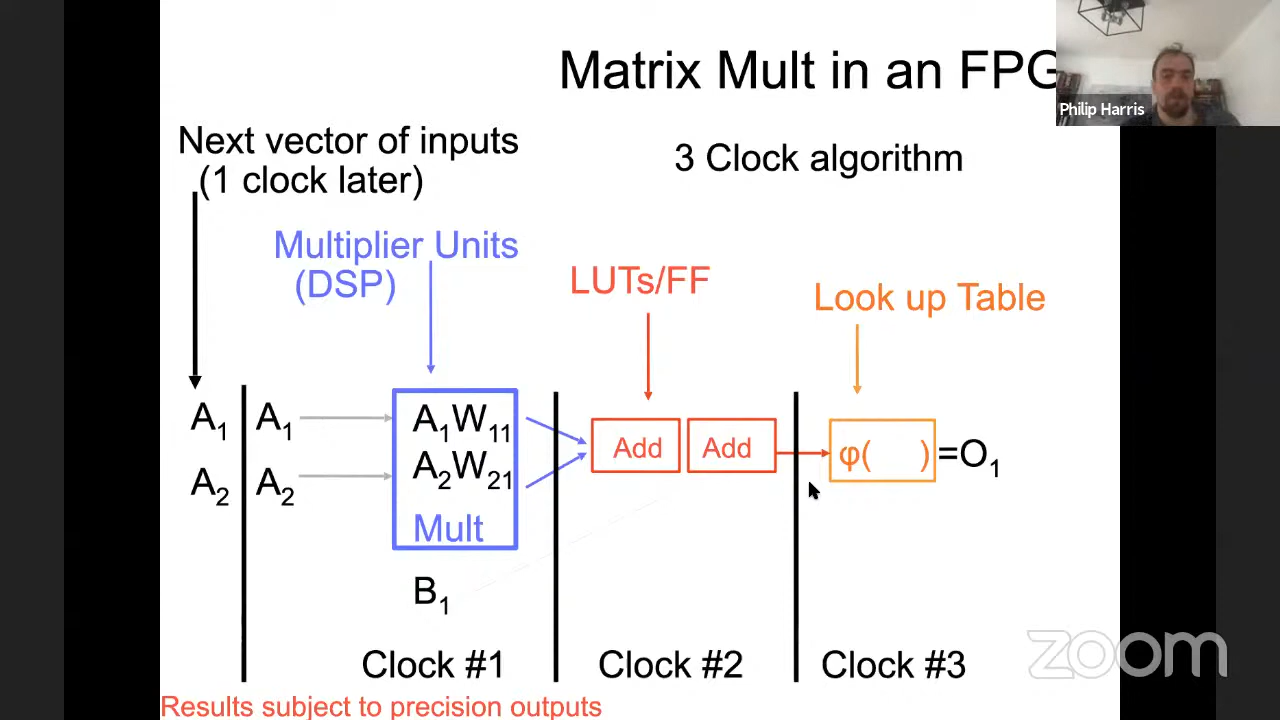 Matrix Mult in an FPG
Philip Harris
Next vector of inputs
(1 clock later)
3 Clock algorithm
Multiplier Units
(DSP)
LUTs/FF
Look up Table
A1 A1 A1W11
A2 A2 A2W21
Mult
Add Add φ( )=O1
B1
Clock #1 Clock #2 Clock #3
zoom
Results subject to precision outputs